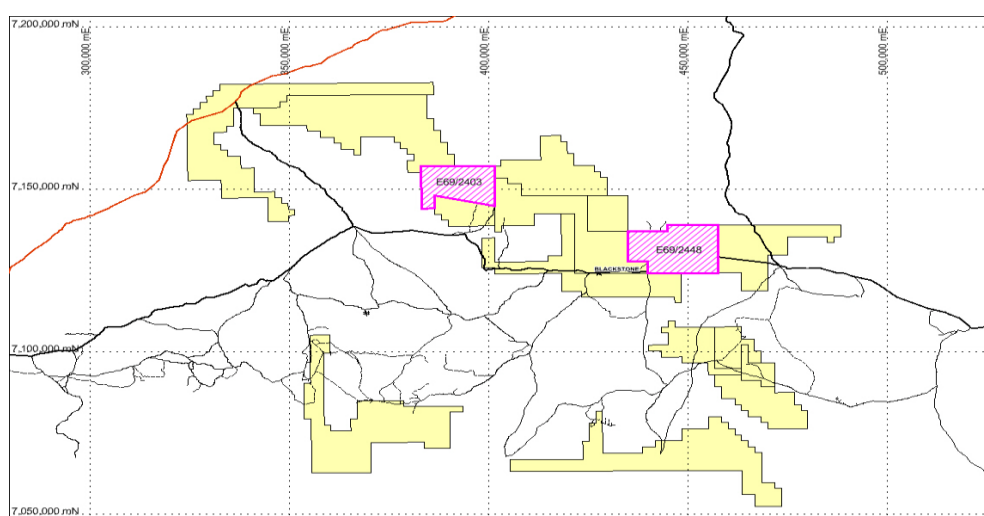 7,200,000 mN
300,000 mE
350,000 mE
400,000 mE
450,000 mE
500,000 mE
7,150,000 mN
E69/2403
E69/2448
BLACKSTONE
7,100,000 mN
7,050,000 mN